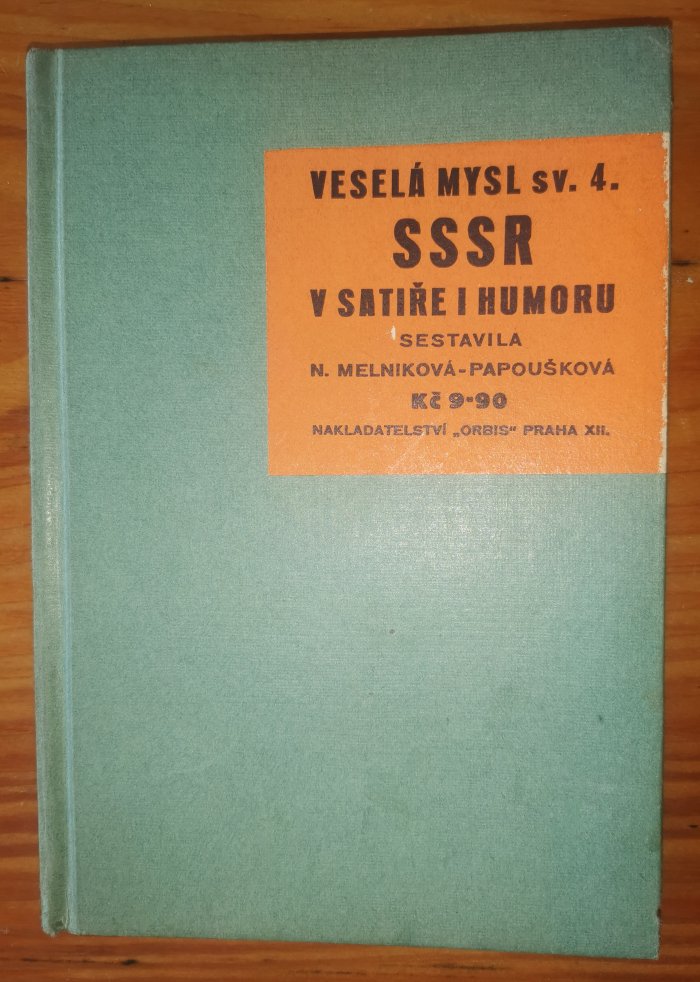 VESELÁ MYSL sv. 4.
SSSR
V SATIŘE I HUMORU
SESTAVILA
N. MELNIKOVÁ-PAPOUŠKOVÁ
Kč 9·90
NAKLADATELSTVÍ „ORBIS“ PRAHA XII.